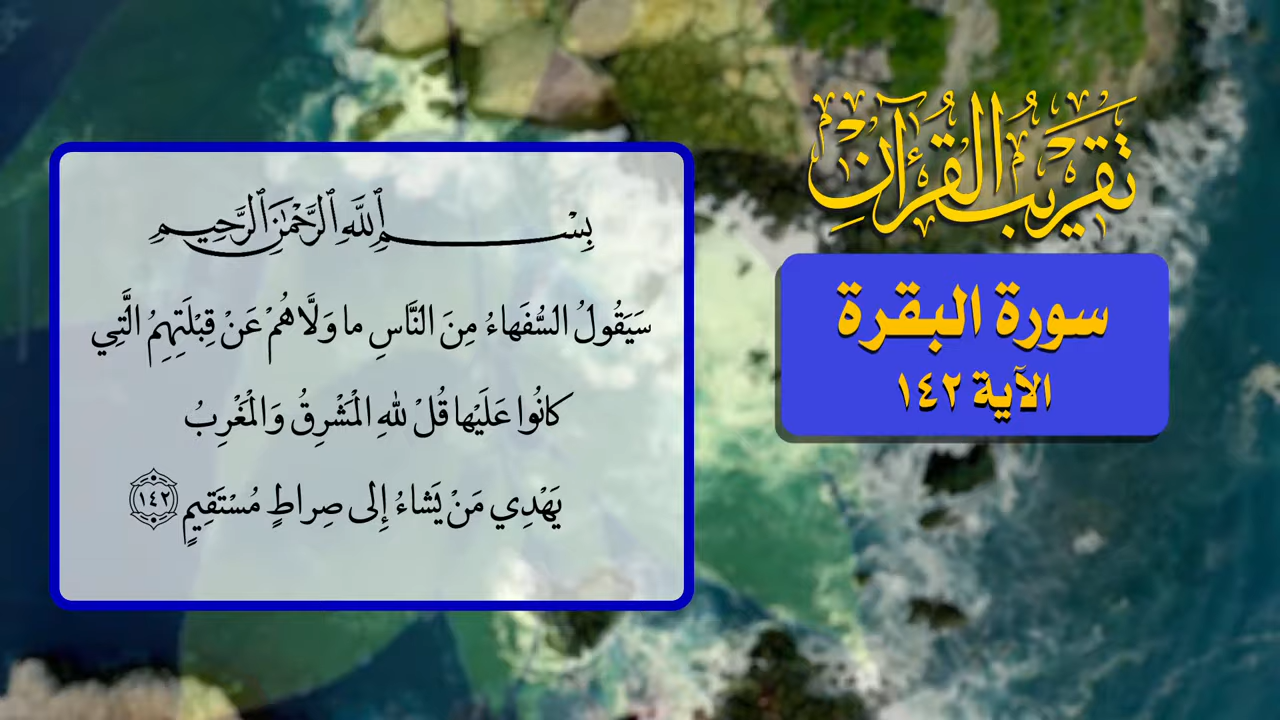 تقريب القرآن
سورة البقرة
الآية ١٤٢
بِسْمِ ٱللَّهِ ٱلرَّحْمَٰنِ ٱلرَّحِيمِ
سَيَقُولُ السُّفَهاءُ مِنَ النَّاسِ ما وَلَّاهُمْ عَنْ قِبْلَتِهِمُ الَّتِي
كانُوا عَلَيْها قُلْ للهِ الْمَشْرِقُ وَالْمَغْرِبُ
يَهْدِي مَنْ يَشاءُ إِلى صِراطٍ مُسْتَقِيمٍ ١٤٢